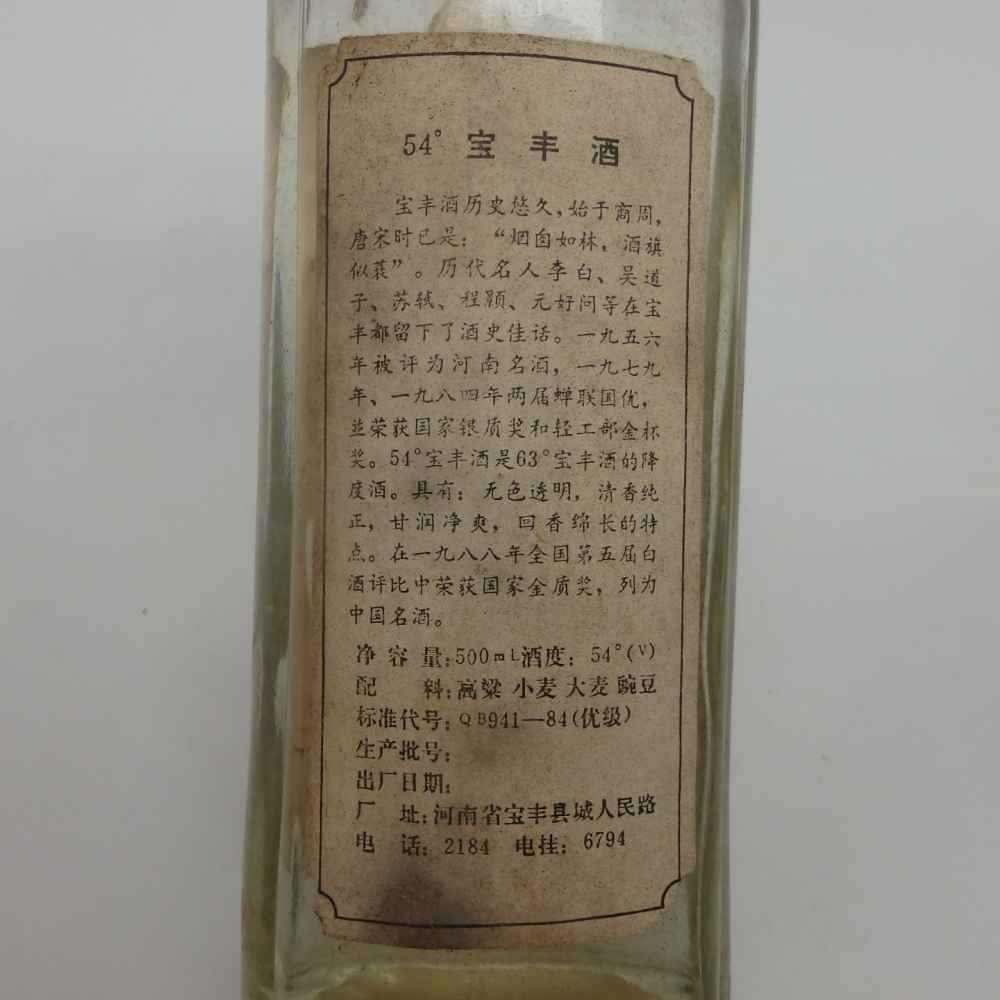 54° 宝丰酒
宝丰酒历史悠久,始于商周,
唐宋时已是:“烟囱如林,酒旗
似蓑”。历代名人李白、吴道
子、苏轼、程颢、元好问等在宝
丰都留下了酒史佳话。一九五六
年被评为河南名酒,一九七九
年、一九八四年两届蝉联国优,
并荣获国家银质奖和轻工部金杯
奖。54°宝丰酒是63°宝丰酒的降
度酒。具有:无色透明,清香纯
正,甘润净爽,回香绵长的特
点。在一九八八年全国第五届白
酒评比中荣获国家金质奖,列为
中国名酒。
净容量:500mL酒度:54°(V)
配 料:高粱 小麦 大麦 豌豆
标准代号:QB941—84(优级)
生产批号:
出厂日期:
厂 址:河南省宝丰县城人民路
电 话:2184 电挂:6794